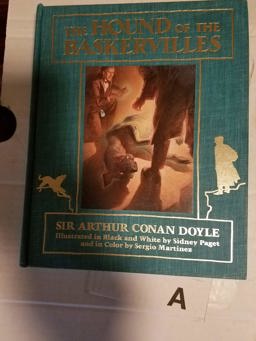 THE HOUND OF THE
BASKERVILLES
SIR ARTHUR CONAN DOYLE
Illustrated in Black and White by Sidney Paget
and in Color by Sergio Martinez
A